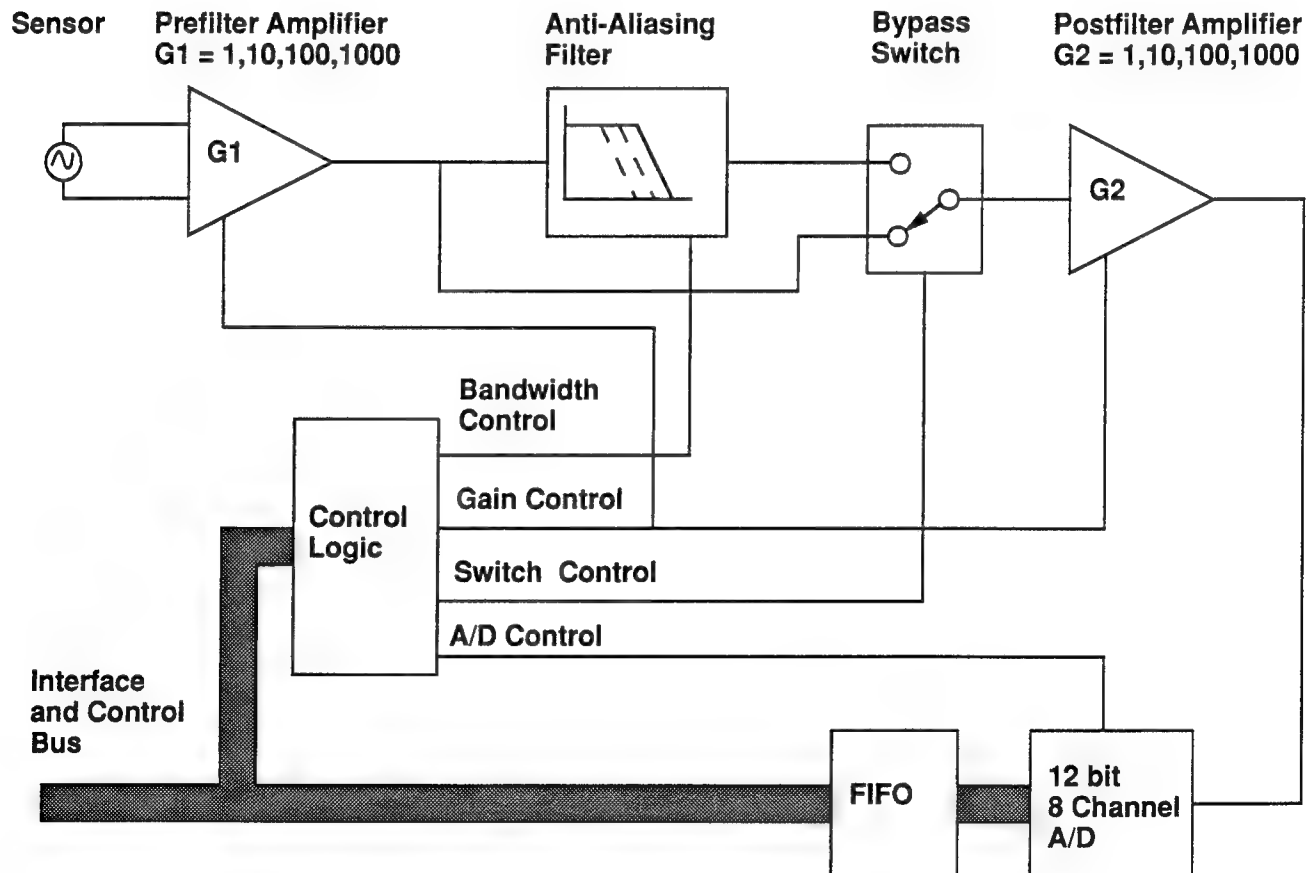 Sensor
Prefilter Amplifier
G1 = 1,10,100,1000
Anti-Aliasing
Filter
Bypass
Switch
Postfilter Amplifier
G2 = 1,10,100,1000
G1
G2
Bandwidth
Control
Gain Control
Control
Logic
Switch Control
A/D Control
Interface
and Control
Bus
FIFO
12 bit
8 Channel
A/D